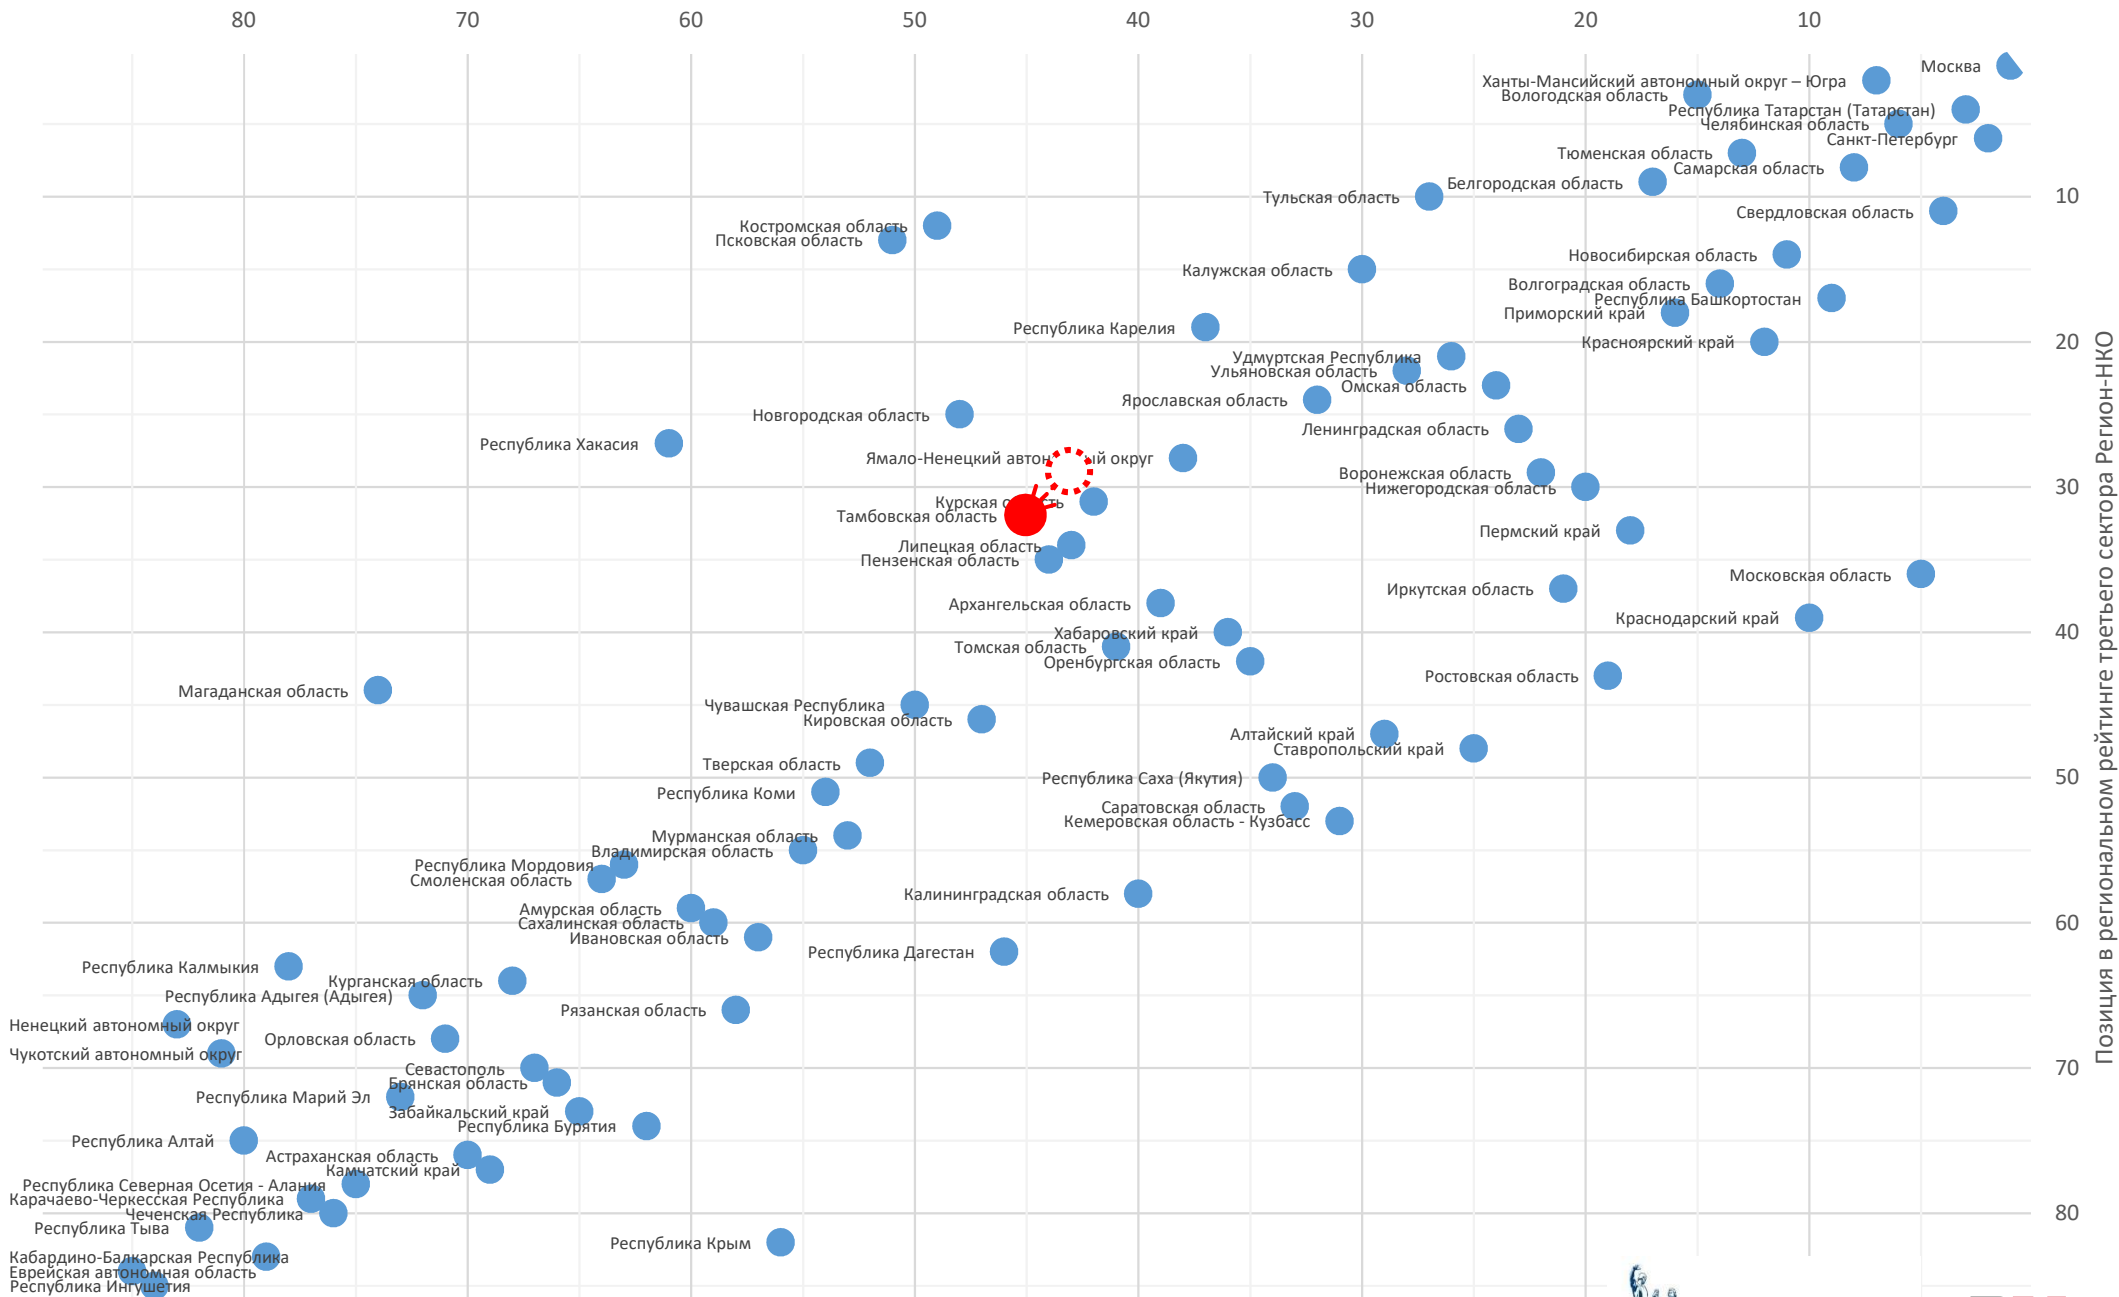 80 70 60 50 40 30 20 10
Москва
Ханты-Мансийский автономный округ – Югра
Вологодская область
Республика Татарстан (Татарстан)
Челябинская область
Санкт-Петербург
Тюменская область
Самарская область
Белгородская область
Тульская область
10
Свердловская область
Костромская область
Псковская область
Новосибирская область
Калужская область
Волгоградская область
Республика Башкортостан
Приморский край
Республика Карелия
Красноярский край
20
Удмуртская Республика
Ульяновская область
Омская область
Ярославская область
Новгородская область
Ленинградская область
Республика Хакасия
Ямало-Ненецкий автономный округ
Воронежская область
Нижегородская область
30
Курская область
Тамбовская область
Пермский край
Липецкая область
Пензенская область
Московская область
Иркутская область
Архангельская область
Краснодарский край
Хабаровский край
40
Томская область
Оренбургская область
Ростовская область
Магаданская область
Чувашская Республика
Кировская область
Алтайский край
Ставропольский край
Тверская область
Республика Саха (Якутия)
50
Республика Коми
Саратовская область
Кемеровская область - Кузбасс
Мурманская область
Владимирская область
Республика Мордовия
Смоленская область
Калининградская область
Амурская область
Сахалинская область
60
Ивановская область
Республика Дагестан
Республика Калмыкия
Курганская область
Республика Адыгея (Адыгея)
Рязанская область
Ненецкий автономный округ
Орловская область
Чукотский автономный округ
Севастополь
70
Брянская область
Республика Марий Эл
Забайкальский край
Республика Бурятия
Республика Алтай
Астраханская область
Камчатский край
Республика Северная Осетия - Алания
Карачаево-Черкесская Республика
Чеченская Республика
80
Республика Тыва
Республика Крым
Кабардино-Балкарская Республика
Еврейская автономная область
Республика Ингушетия
Позиция в региональном рейтинге третьего сектора Регион-НКО